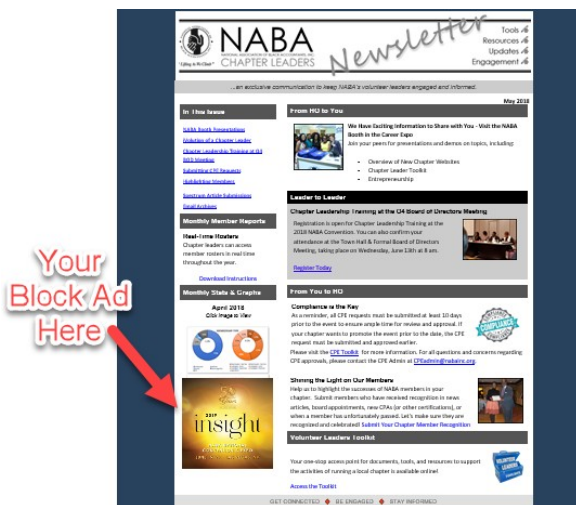 NABA
NATIONAL ASSOCIATION OF BLACK ACCOUNTANTS, INC.
"Lifting As We Climb"
CHAPTER LEADERS
Newsletter
Tools
Resources
Updates
Engagement
...an exclusive communication to keep NABA's volunteer leaders engaged and informed.
May 2018
In This Issue
NABA Booth Presentations
Evolution of a Chapter Leader
Chapter Leadership Training at Q4
BOD Meeting
Submitting CPE Requests
Highlighting Members
Spectrum Article Submissions
Email Archives
Monthly Member Reports
Real-Time Rosters
Chapter leaders can access
member rosters in real time
throughout the year.
Download Instructions
Monthly Stats & Graphs
April 2018
Click Image to View
Your
Block Ad
Here
2019
insight
From HQ to You
We Have Exciting Information to Share with You - Visit the NABA
Booth in the Career Expo
Join your peers for presentations and demos on topics, including:
• Overview of New Chapter Websites
• Chapter Leader Toolkit
• Entrepreneurship
Leader to Leader
Chapter Leadership Training at the Q4 Board of Directors Meeting
Registration is open for Chapter Leadership Training at the
2018 NABA Convention. You can also confirm your
attendance at the Town Hall & Formal Board of Directors
Meeting, taking place on Wednesday, June 13th at 8 am.
Register Today
From You to HQ
Compliance is the Key
As a reminder, all CPE requests must be submitted at least 10 days
prior to the event to ensure ample time for review and approval. If
your chapter wants to promote the event prior to the date, the CPE
request must be submitted and approved earlier.
Please visit the CPE Toolkit for more information. For all questions and concerns regarding
CPE approvals, please contact the CPE Admin at CPEadmin@nabainc.org.
COMPLIANCE
Shining the Light on Our Members
Help us to highlight the successes of NABA members in your
chapter. Submit members who have received recognition in news
articles, board appointments, new CPAs (or other certifications), or
when a member has unfortunately passed. Let's make sure they are
recognized and celebrated! Submit Your Chapter Member Recognition
Volunteer Leaders Toolkit
Your one-stop access point for documents, tools, and resources to support
the activities of running a local chapter is available online!
Access the Toolkit
VOLUNTEER
LEADERS
GET CONNECTED ♦ BE ENGAGED ♦ STAY INFORMED